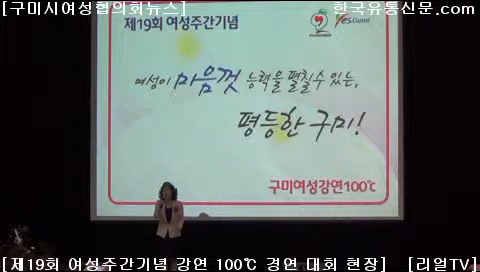 [구미시여성협의회뉴스]
한국유통신문.com
제19회 여성주간기념
YesGumi
여성이 마음껏 능력을 펼칠수 있는,
평등한 구미!
구미여성강연100℃
[제19회 여성주간기념 강연 100℃ 경연 대회 현장]
[리얼TV]